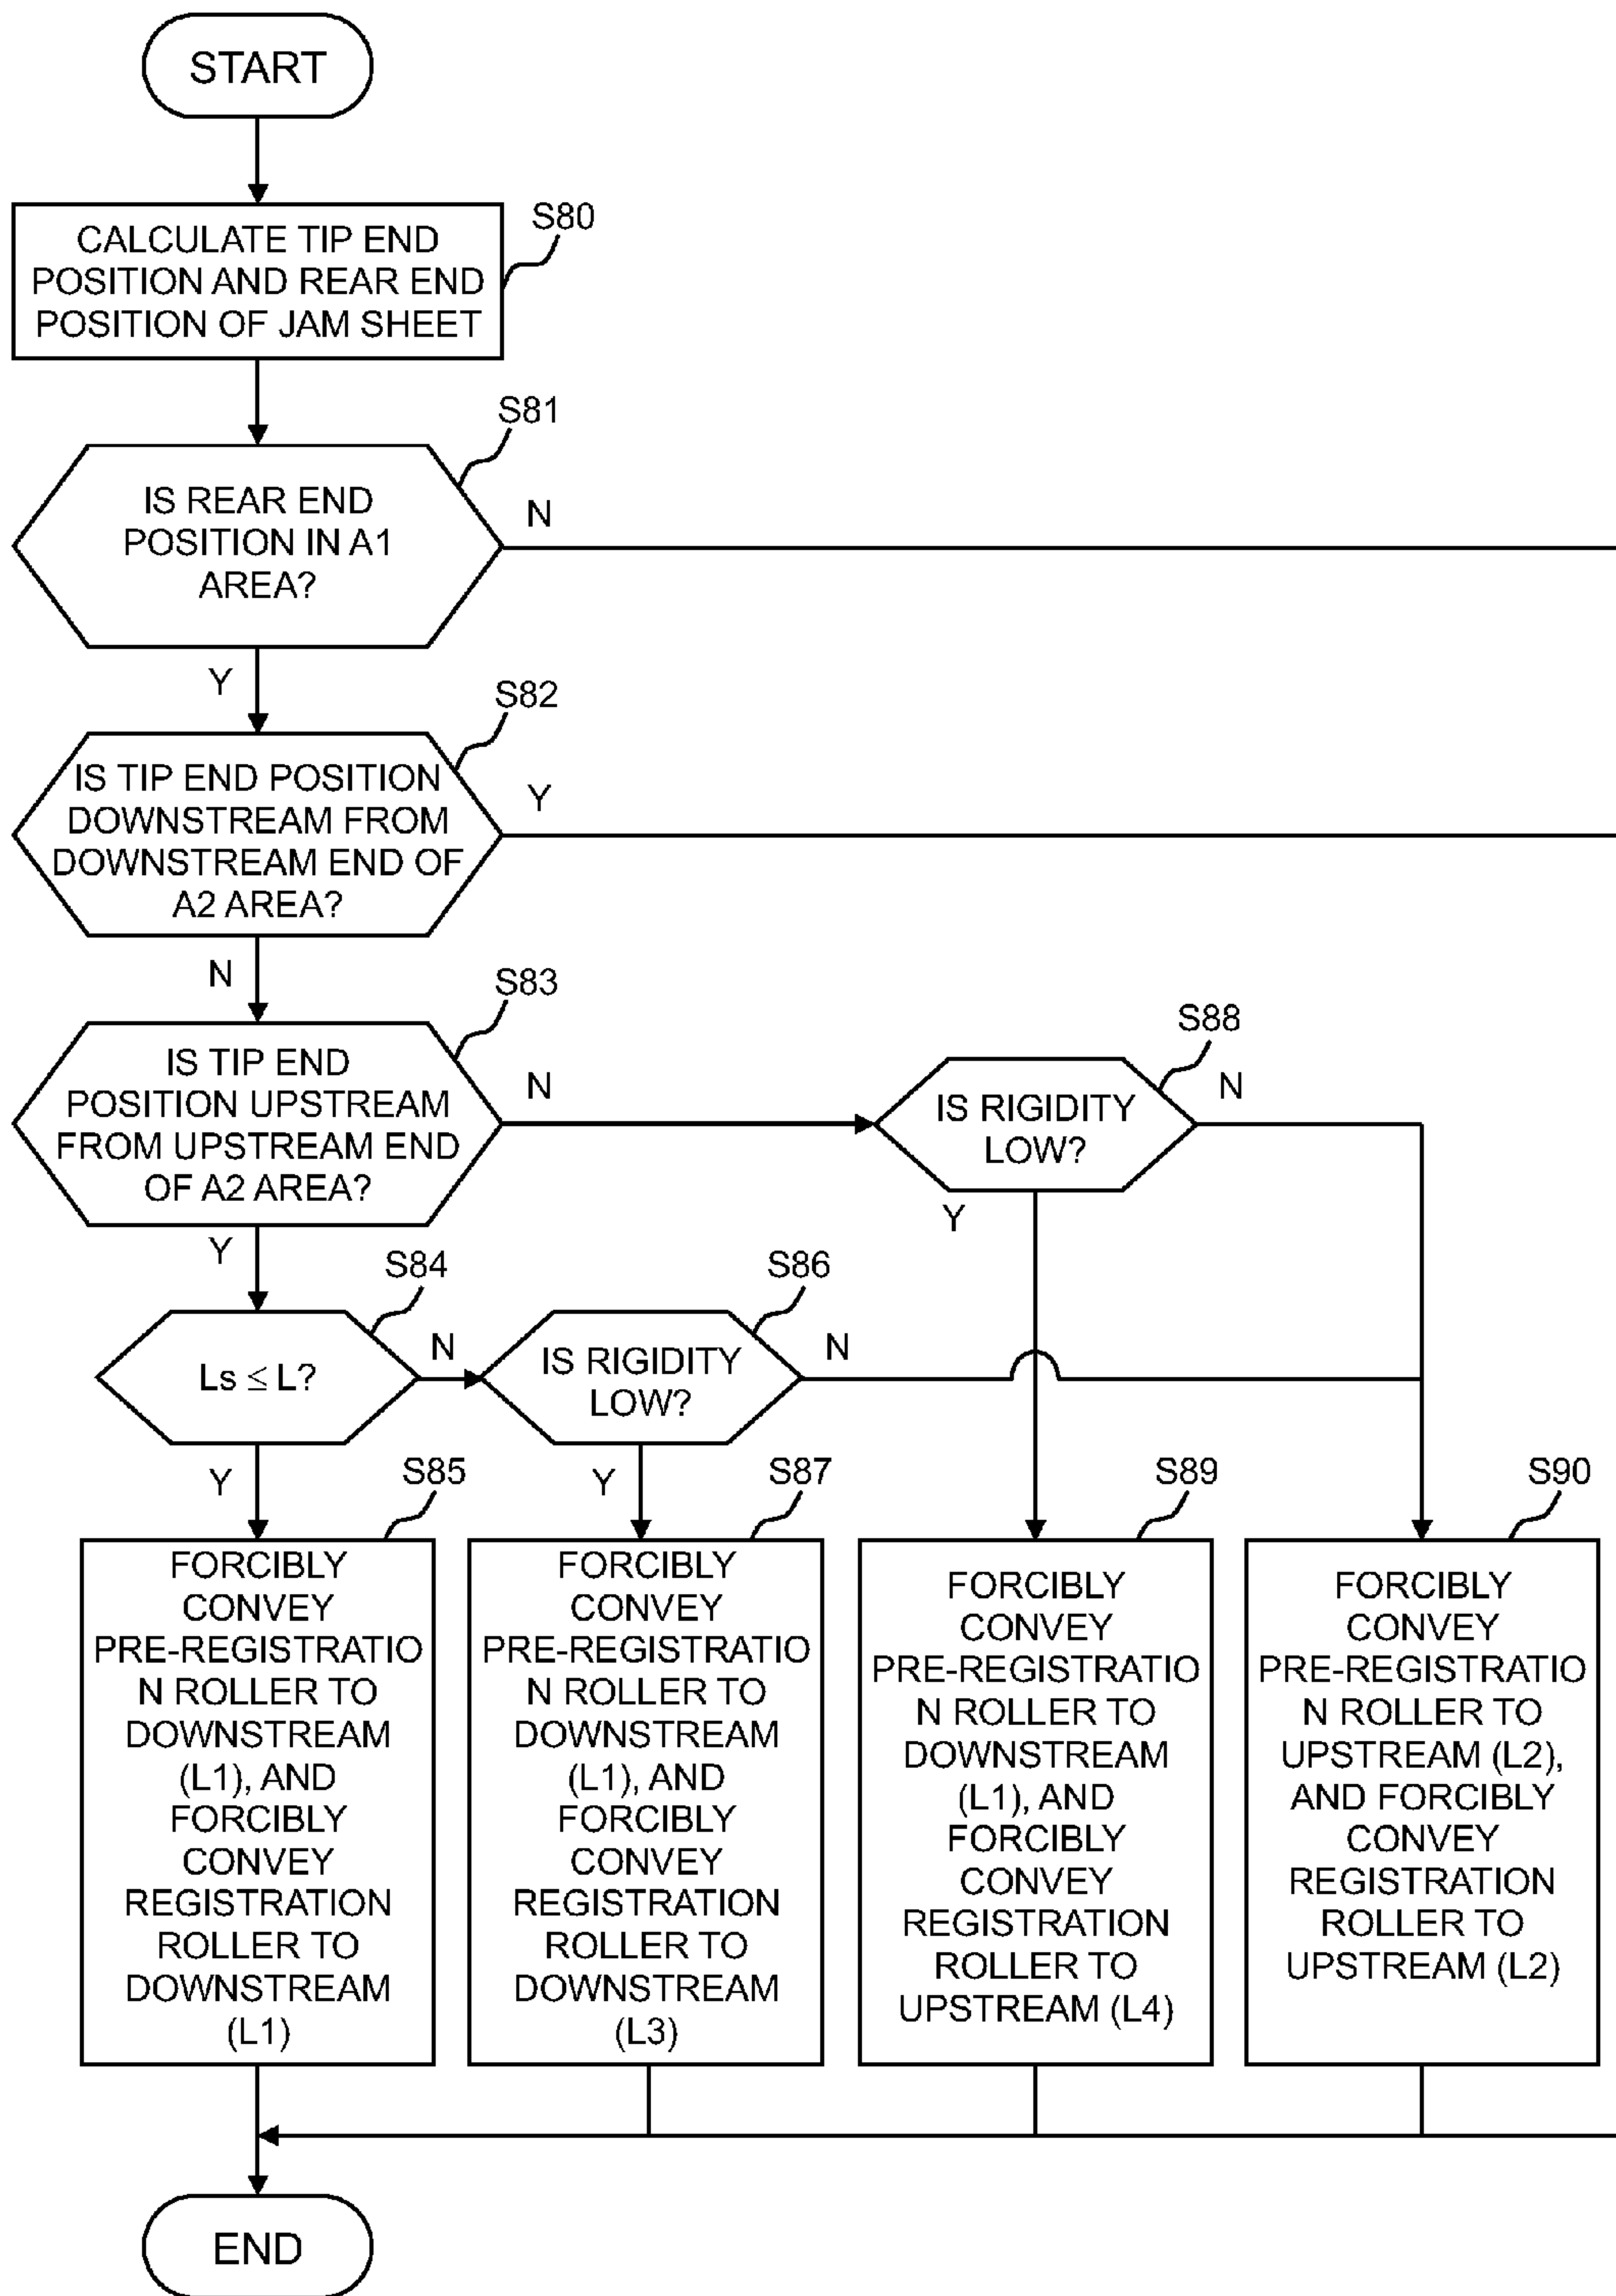 START
S80
CALCULATE TIP END
POSITION AND REAR END
POSITION OF JAM SHEET
S81
IS REAR END
POSITION IN A1
AREA?
N
Y
S82
IS TIP END POSITION
DOWNSTREAM FROM
DOWNSTREAM END OF
A2 AREA?
Y
N
S83
IS TIP END
POSITION UPSTREAM
FROM UPSTREAM END
OF A2 AREA?
N
Y
S88
IS RIGIDITY
LOW?
N
Y
S84
Ls ≤ L?
N
Y
S86
IS RIGIDITY
LOW?
N
Y
S85
FORCIBLY
CONVEY
PRE-REGISTRATIO
N ROLLER TO
DOWNSTREAM
(L1), AND
FORCIBLY
CONVEY
REGISTRATION
ROLLER TO
DOWNSTREAM
(L1)
S87
FORCIBLY
CONVEY
PRE-REGISTRATIO
N ROLLER TO
DOWNSTREAM
(L1), AND
FORCIBLY
CONVEY
REGISTRATION
ROLLER TO
DOWNSTREAM
(L3)
S89
FORCIBLY
CONVEY
PRE-REGISTRATIO
N ROLLER TO
DOWNSTREAM
(L1), AND
FORCIBLY
CONVEY
REGISTRATION
ROLLER TO
UPSTREAM (L4)
S90
FORCIBLY
CONVEY
PRE-REGISTRATIO
N ROLLER TO
UPSTREAM (L2),
AND FORCIBLY
CONVEY
REGISTRATION
ROLLER TO
UPSTREAM (L2)
END